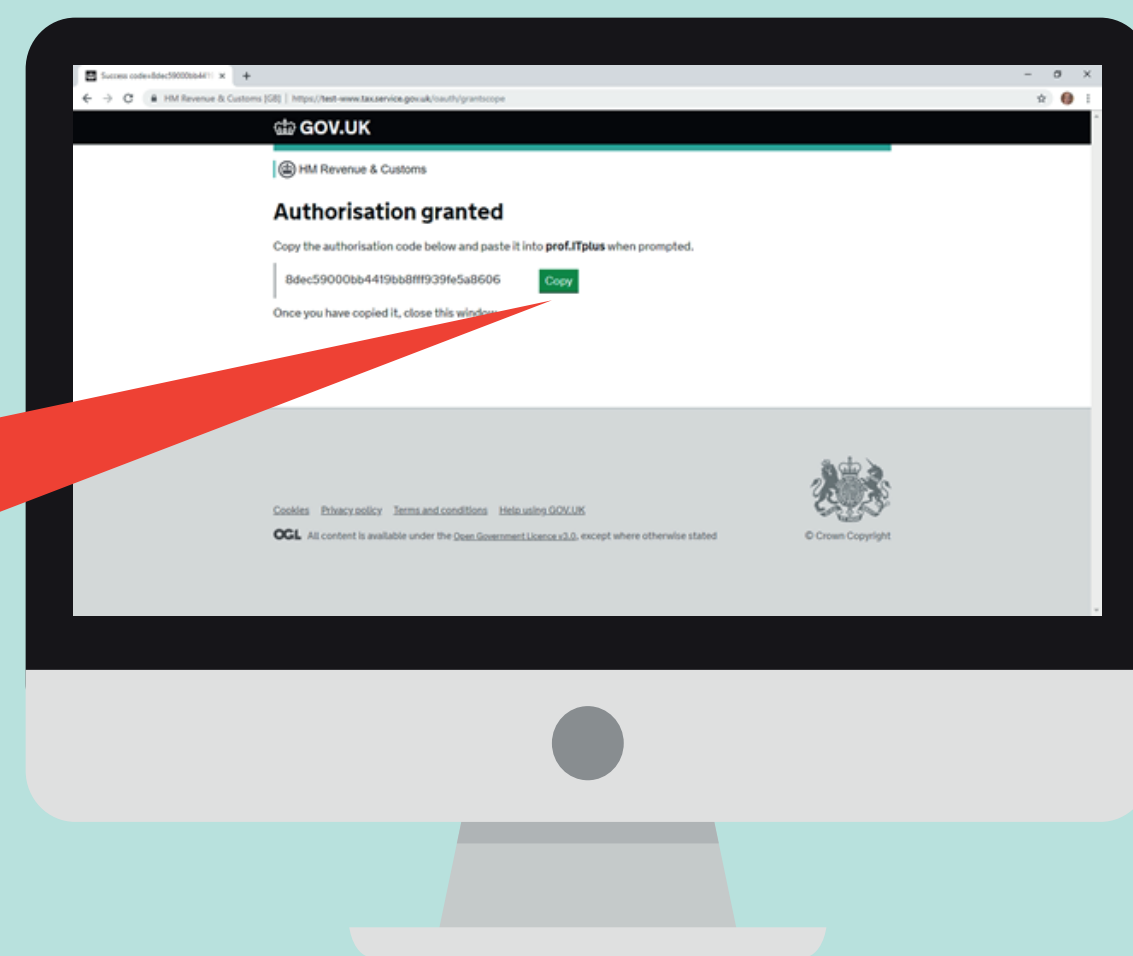 Success code=8dec59000bb441
HM Revenue & Customs [GB] | https://test-www.tax.service.gov.uk/oauth/grantscope
GOV.UK
HM Revenue & Customs
Authorisation granted
Copy the authorisation code below and paste it into prof.ITplus when prompted.
8dec59000bb4419bb8fff939fe5a8606 Copy
Once you have copied it, close this window
Cookies Privacy policy Terms and conditions Help using GOV.UK
OGL All content is available under the Open Government Licence v3.0, except where otherwise stated
© Crown Copyright